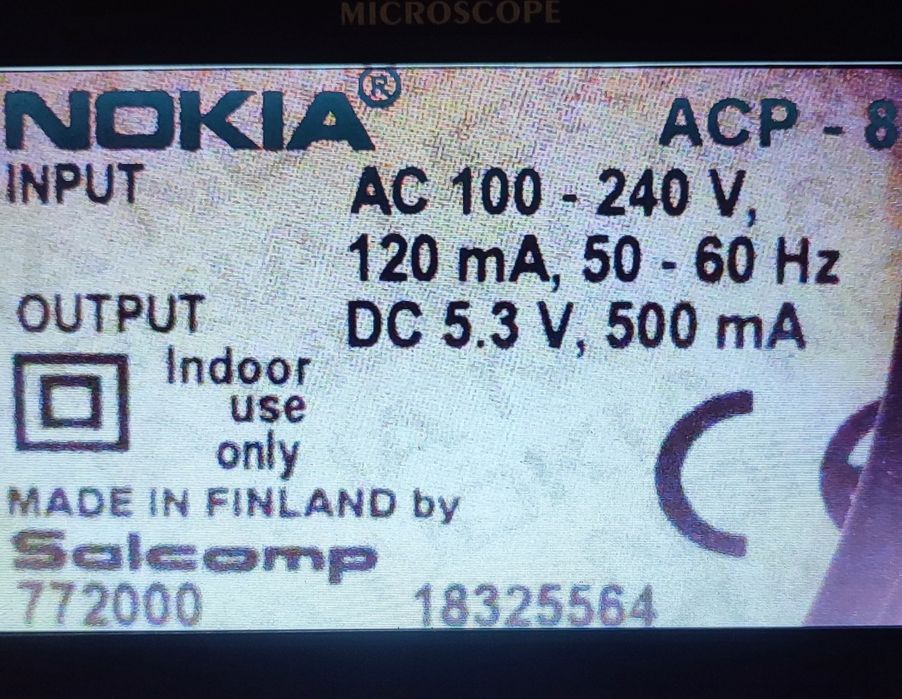 MICROSCOPE
NOKIA® ACP - 8
INPUT AC 100 - 240 V,
120 mA, 50 - 60 Hz
OUTPUT DC 5.3 V, 500 mA
Indoor
use
only
CE
MADE IN FINLAND by
Salcomp
772000 18325564